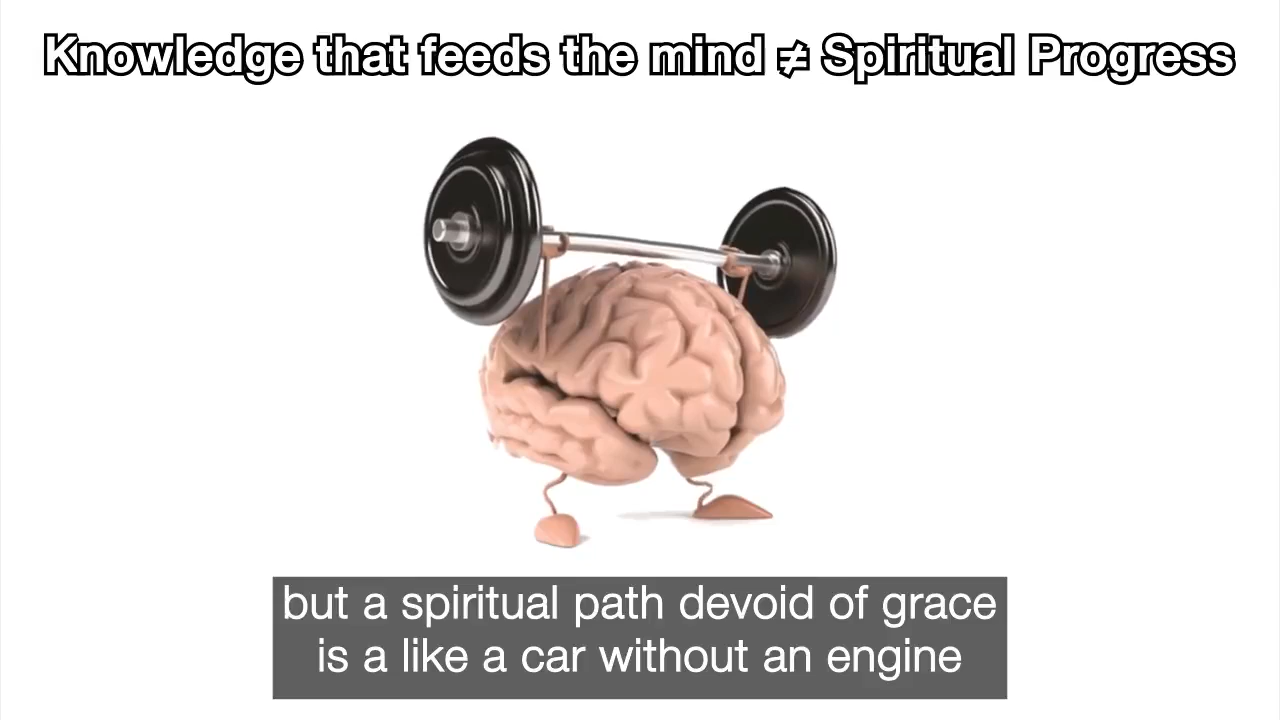 Knowledge that feeds the mind ≠ Spiritual Progress
but a spiritual path devoid of grace
is a like a car without an engine